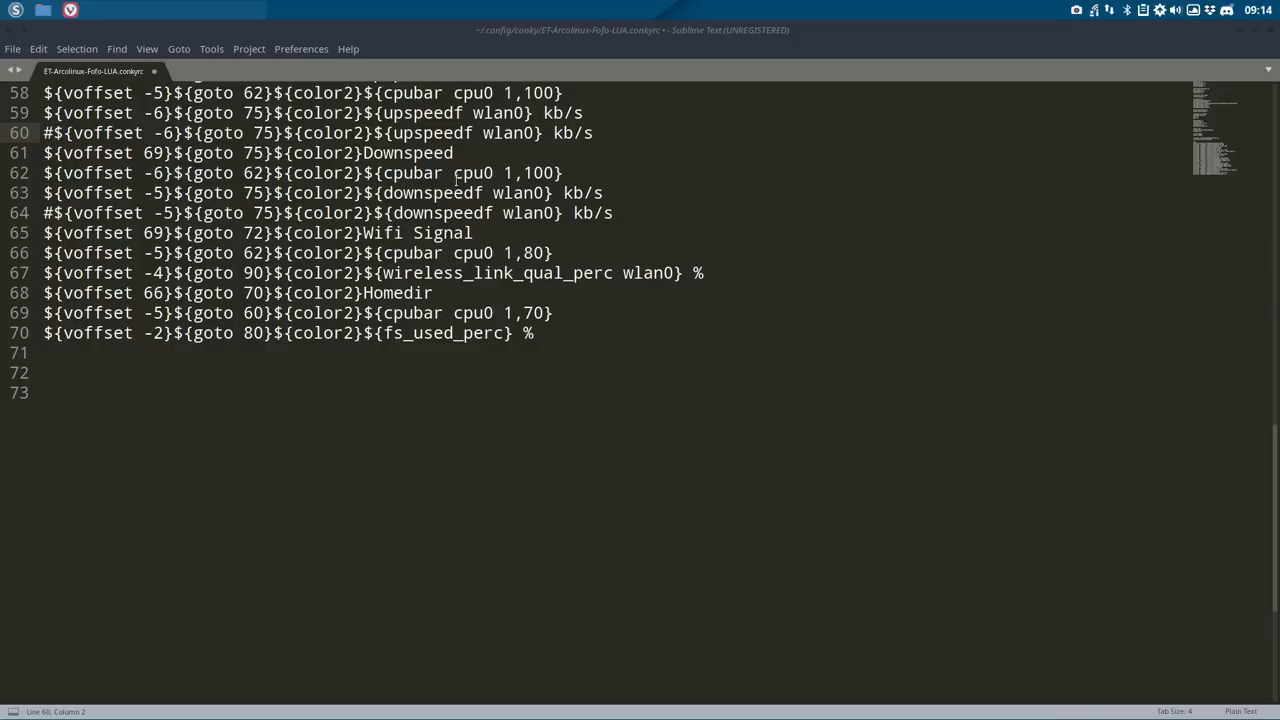 09:14
~/.config/conky/ET-Arcolinux-Fofo-LUA.conkyrc • - Sublime Text (UNREGISTERED)
File Edit Selection Find View Goto Tools Project Preferences Help
ET-Arcolinux-Fofo-LUA.conkyrc
58 ${voffset -5}${goto 62}${color2}${cpubar cpu0 1,100}
59 ${voffset -6}${goto 75}${color2}${upspeedf wlan0} kb/s
60 #${voffset -6}${goto 75}${color2}${upspeedf wlan0} kb/s
61 ${voffset 69}${goto 75}${color2}Downspeed
62 ${voffset -6}${goto 62}${color2}${cpubar cpu0 1,100}
63 ${voffset -5}${goto 75}${color2}${downspeedf wlan0} kb/s
64 #${voffset -5}${goto 75}${color2}${downspeedf wlan0} kb/s
65 ${voffset 69}${goto 72}${color2}Wifi Signal
66 ${voffset -5}${goto 62}${color2}${cpubar cpu0 1,80}
67 ${voffset -4}${goto 90}${color2}${wireless_link_qual_perc wlan0} %
68 ${voffset 66}${goto 70}${color2}Homedir
69 ${voffset -5}${goto 60}${color2}${cpubar cpu0 1,70}
70 ${voffset -2}${goto 80}${color2}${fs_used_perc} %
71
72
73
Line 60, Column 2
Tab Size: 4 Plain Text